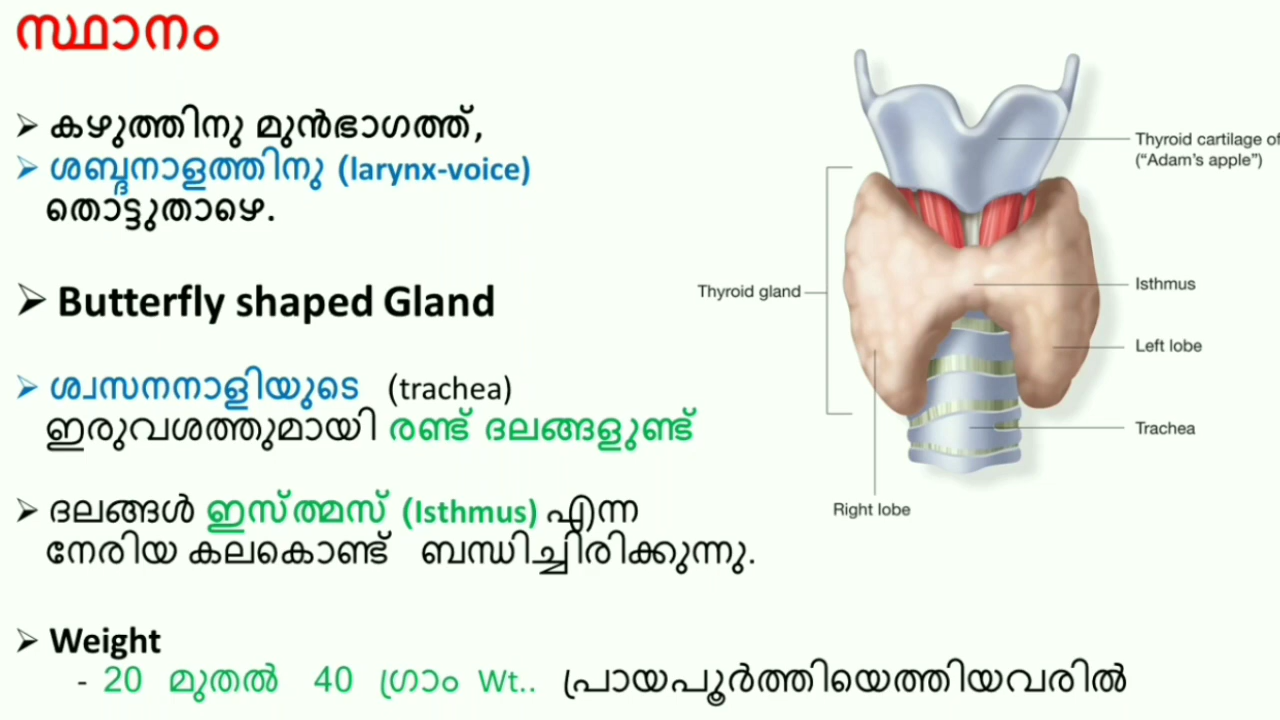 സ്ഥാനം
➢ കഴുത്തിനു മുൻഭാഗത്ത്,
➢ ശബ്ദനാളത്തിനു (larynx-voice)
തൊട്ടുതാഴെ.
➢ Butterfly shaped Gland
➢ ശ്വസനനാളിയുടെ (trachea)
ഇരുവശത്തുമായി രണ്ട് ദലങ്ങളുണ്ട്
➢ ദലങ്ങൾ ഇസ്ത്മസ് (Isthmus) എന്ന
നേരിയ കലകൊണ്ട് ബന്ധിച്ചിരിക്കുന്നു.
➢ Weight
- 20 മുതൽ 40 ഗ്രാം Wt.. പ്രായപൂർത്തിയെത്തിയവരിൽ
Thyroid cartilage of
(“Adam’s apple”)
Thyroid gland
Isthmus
Left lobe
Trachea
Right lobe